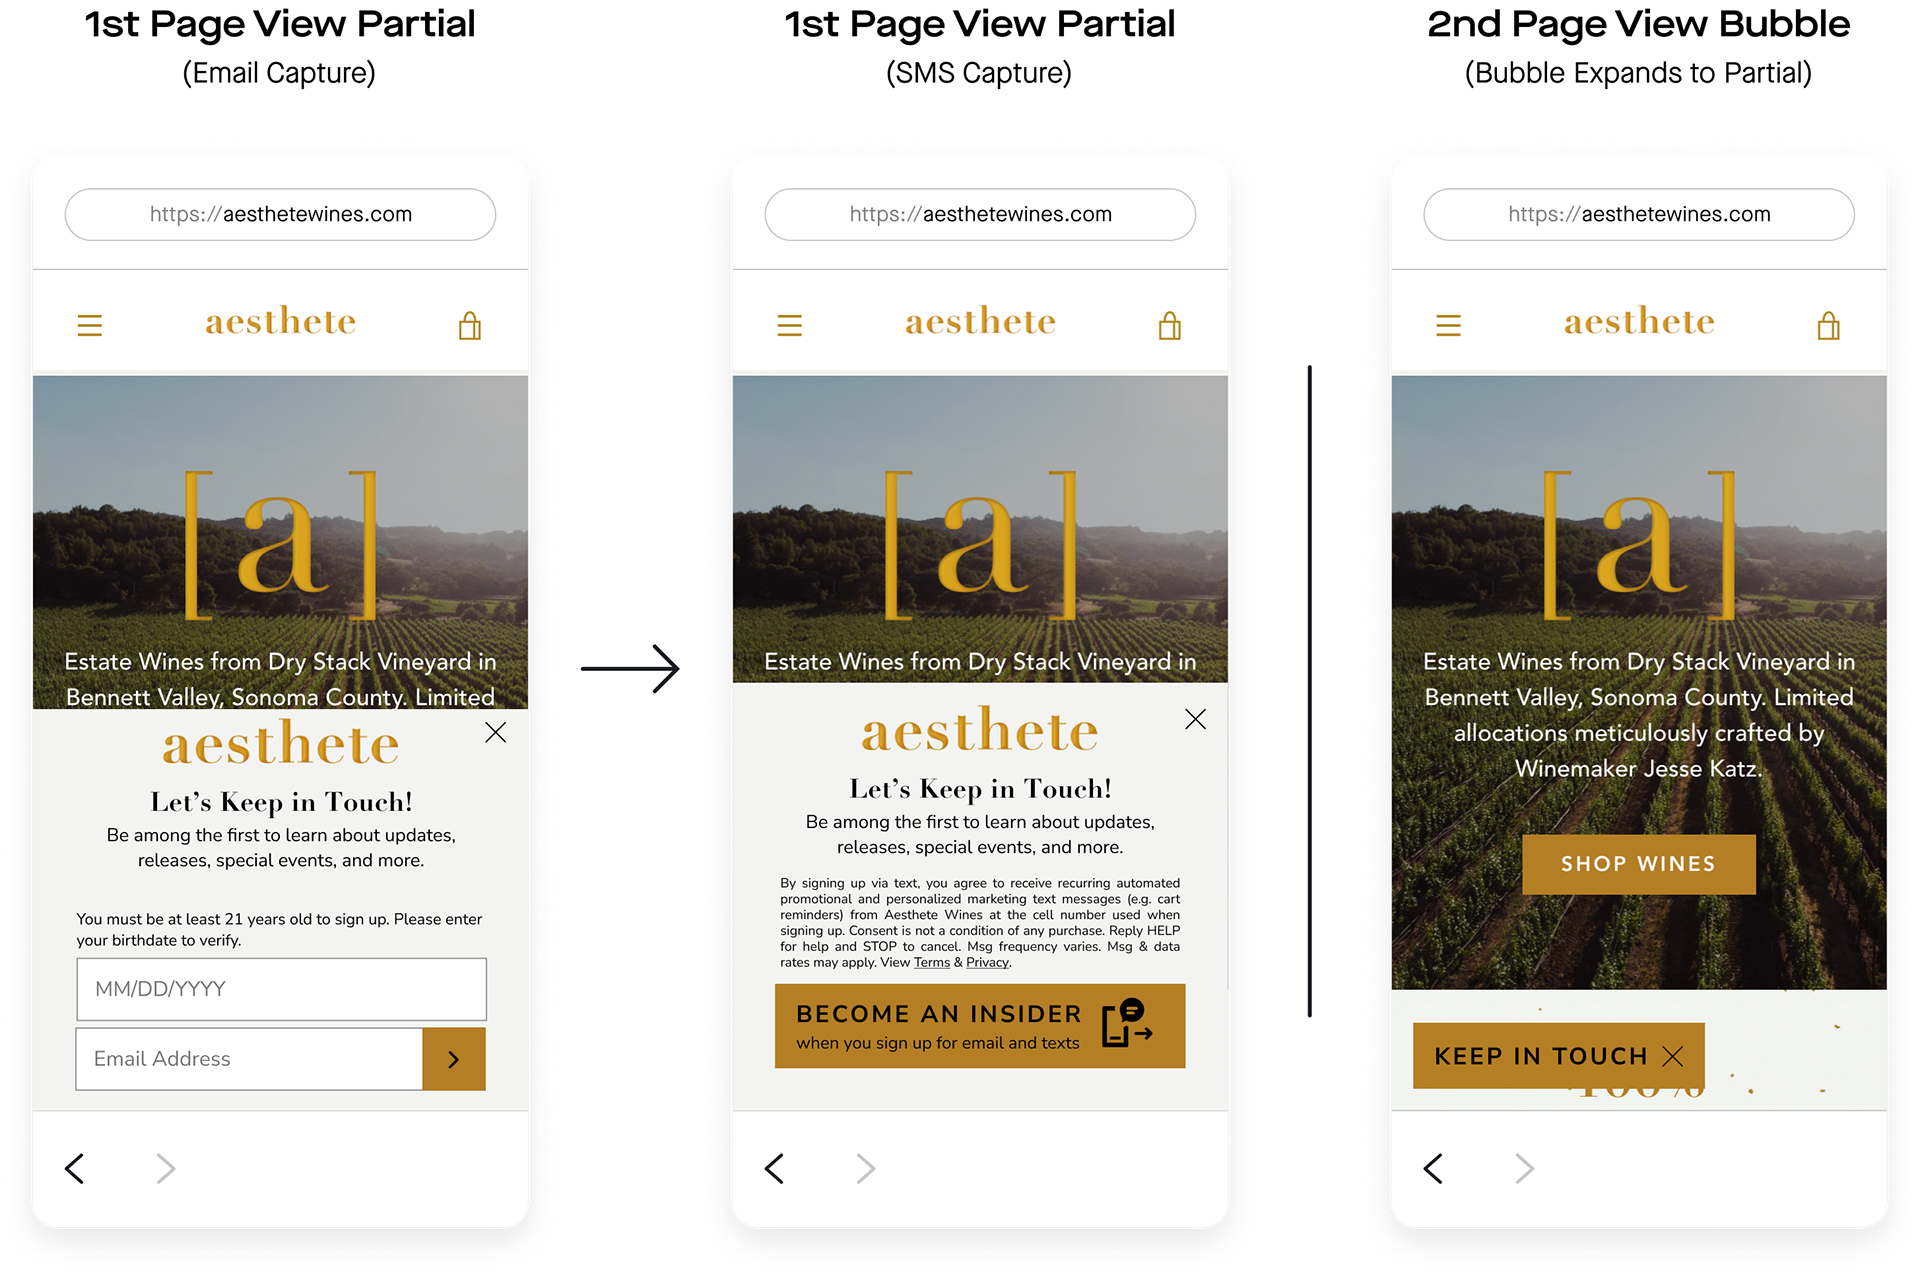 1st Page View Partial
(Email Capture)
https://aesthetewines.com
aesthete
[a]
Estate Wines from Dry Stack Vineyard in
Bennett Valley, Sonoma County. Limited
aesthete
Let’s Keep in Touch!
Be among the first to learn about updates,
releases, special events, and more.
You must be at least 21 years old to sign up. Please enter
your birthdate to verify.
MM/DD/YYYY
Email Address
1st Page View Partial
(SMS Capture)
https://aesthetewines.com
aesthete
[a]
Estate Wines from Dry Stack Vineyard in
aesthete
Let’s Keep in Touch!
Be among the first to learn about updates,
releases, special events, and more.
By signing up via text, you agree to receive recurring automated
promotional and personalized marketing text messages (e.g. cart
reminders) from Aesthete Wines at the cell number used when
signing up. Consent is not a condition of any purchase. Reply HELP
for help and STOP to cancel. Msg frequency varies. Msg & data
rates may apply. View Terms & Privacy.
BECOME AN INSIDER
when you sign up for email and texts
2nd Page View Bubble
(Bubble Expands to Partial)
https://aesthetewines.com
aesthete
[a]
Estate Wines from Dry Stack Vineyard in
Bennett Valley, Sonoma County. Limited
allocations meticulously crafted by
Winemaker Jesse Katz.
SHOP WINES
KEEP IN TOUCH
100%